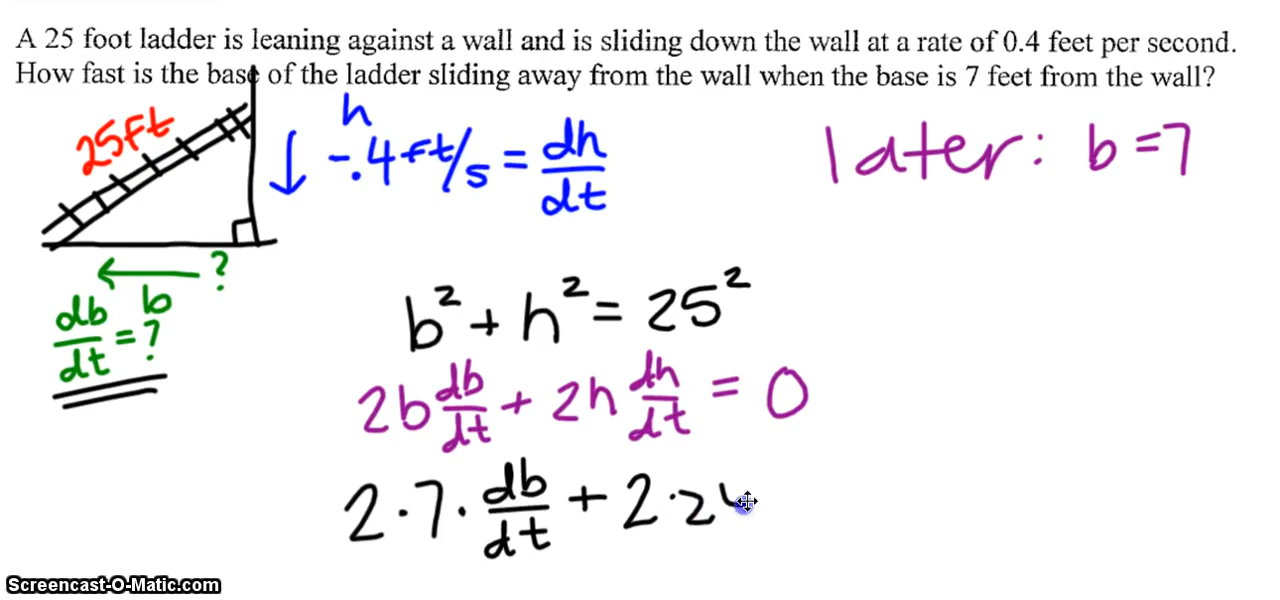 A 25 foot ladder is leaning against a wall and is sliding down the wall at a rate of 0.4 feet per second.
How fast is the base of the ladder sliding away from the wall when the base is 7 feet from the wall?
25ft
h
-.4 ft/s = dh/dt
later: b=7
?
b
db/dt = ?
b² + h² = 25²
2b db/dt + 2h dh/dt = 0
2·7· db/dt + 2·2
Screencast-O-Matic.com